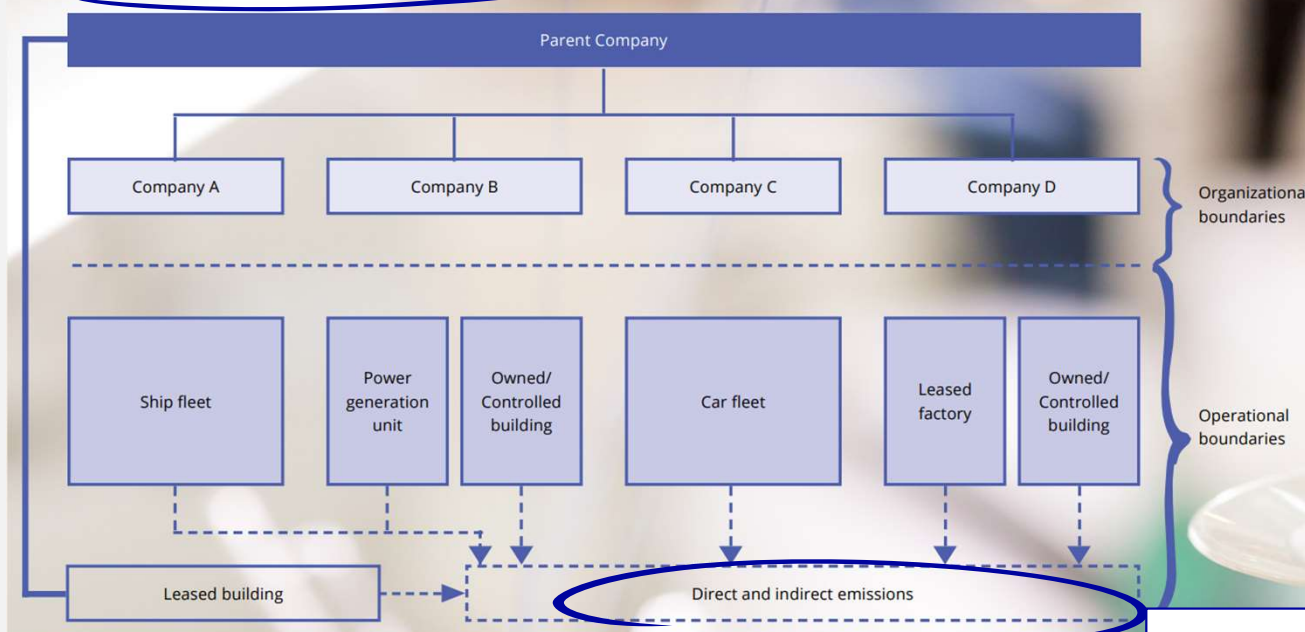 Parent Company
Company A
Company B
Company C
Company D
Organizationa
boundaries
Ship fleet
Power
generation
unit
Owned/
Controlled
building
Car fleet
Leased
factory
Owned/
Controlled
building
Operational
boundaries
Leased building
Direct and indirect emissions